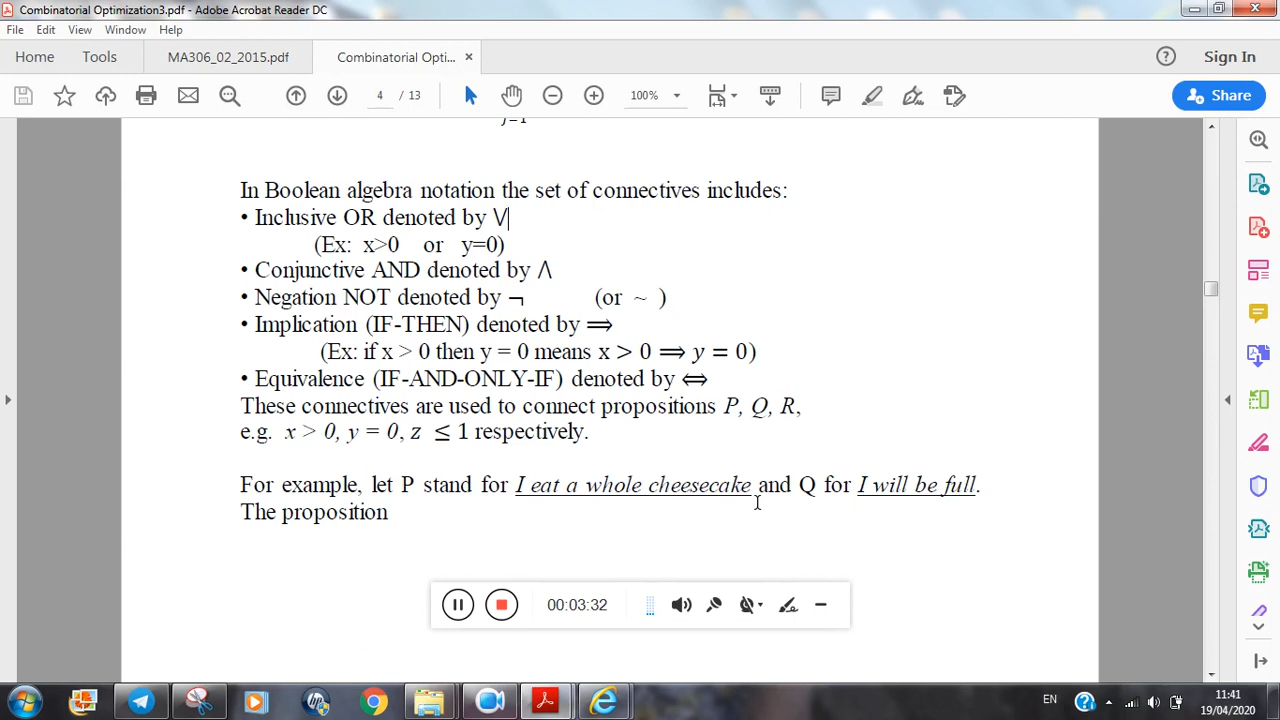 Combinatorial Optimization3.pdf - Adobe Acrobat Reader DC
File Edit View Window Help
Home Tools MA306_02_2015.pdf Combinatorial Opti... × Sign In
4 / 13 100% Share
j=1
In Boolean algebra notation the set of connectives includes:
• Inclusive OR denoted by ⋁
(Ex: x>0 or y=0)
• Conjunctive AND denoted by ⋀
• Negation NOT denoted by ¬ (or ~ )
• Implication (IF-THEN) denoted by ⟹
(Ex: if x > 0 then y = 0 means x > 0 ⟹ y = 0)
• Equivalence (IF-AND-ONLY-IF) denoted by ⟺
These connectives are used to connect propositions P, Q, R,
e.g. x > 0, y = 0, z ≤ 1 respectively.
For example, let P stand for I eat a whole cheesecake and Q for I will be full.
The proposition
00:03:32
EN 11:41
19/04/2020